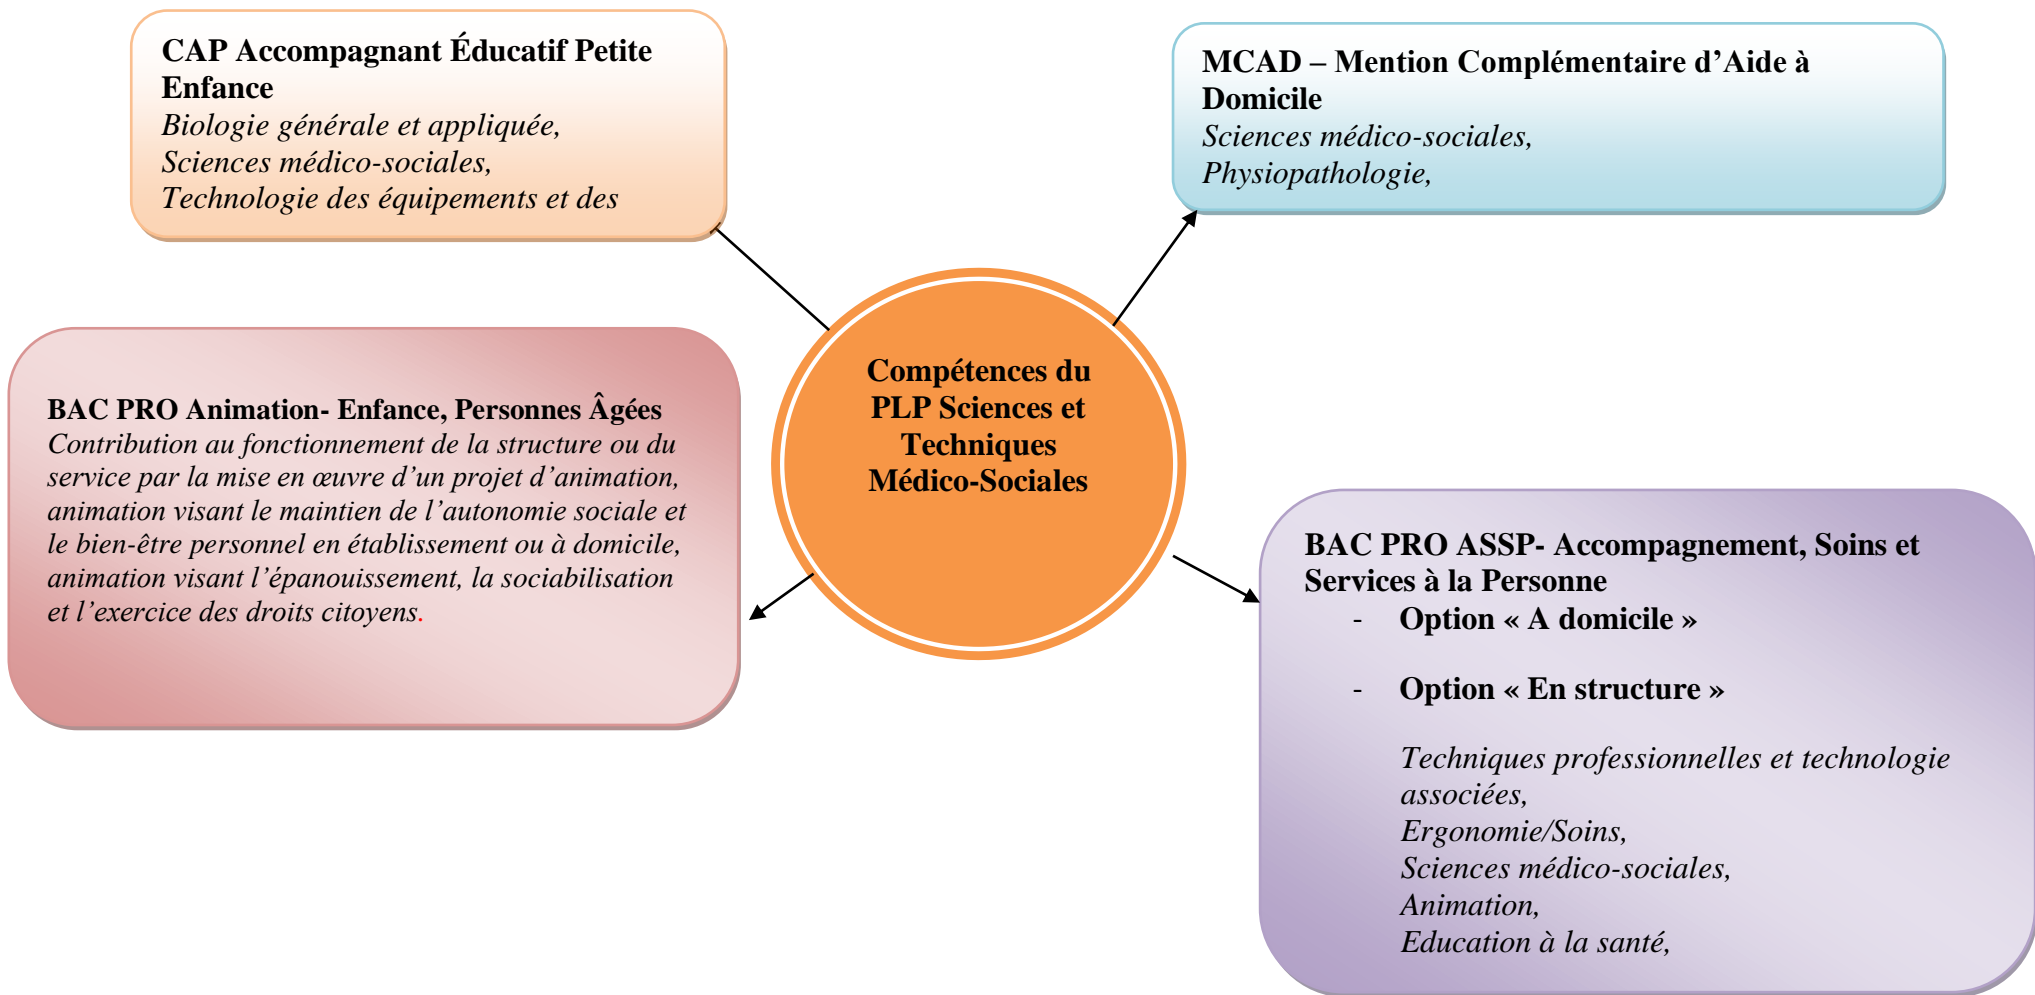 CAP Accompagnant Éducatif Petite
Enfance
Biologie générale et appliquée,
Sciences médico-sociales,
Technologie des équipements et des
MCAD – Mention Complémentaire d’Aide à
Domicile
Sciences médico-sociales,
Physiopathologie,
Compétences du
PLP Sciences et
Techniques
Médico-Sociales
BAC PRO Animation- Enfance, Personnes Âgées
Contribution au fonctionnement de la structure ou du
service par la mise en œuvre d’un projet d’animation,
animation visant le maintien de l’autonomie sociale et
le bien-être personnel en établissement ou à domicile,
animation visant l’épanouissement, la sociabilisation
et l’exercice des droits citoyens.
BAC PRO ASSP- Accompagnement, Soins et
Services à la Personne
- Option « A domicile »
- Option « En structure »
Techniques professionnelles et technologie
associées,
Ergonomie/Soins,
Sciences médico-sociales,
Animation,
Education à la santé,